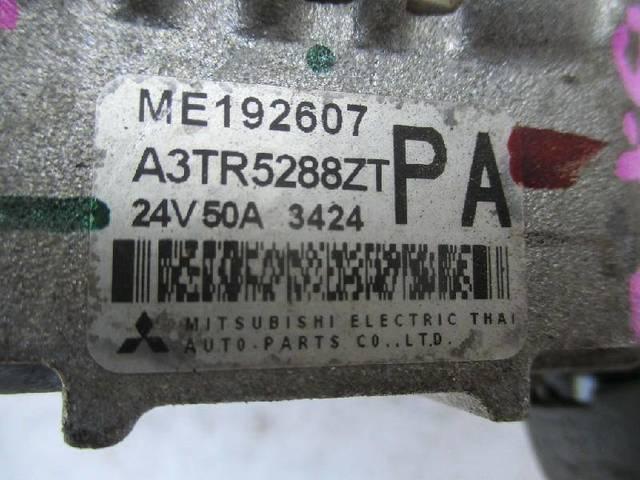 ME192607
A3TR5288ZT PA
24V 50A 3424
MITSUBISHI ELECTRIC THAI
AUTO-PARTS CO.,LTD.